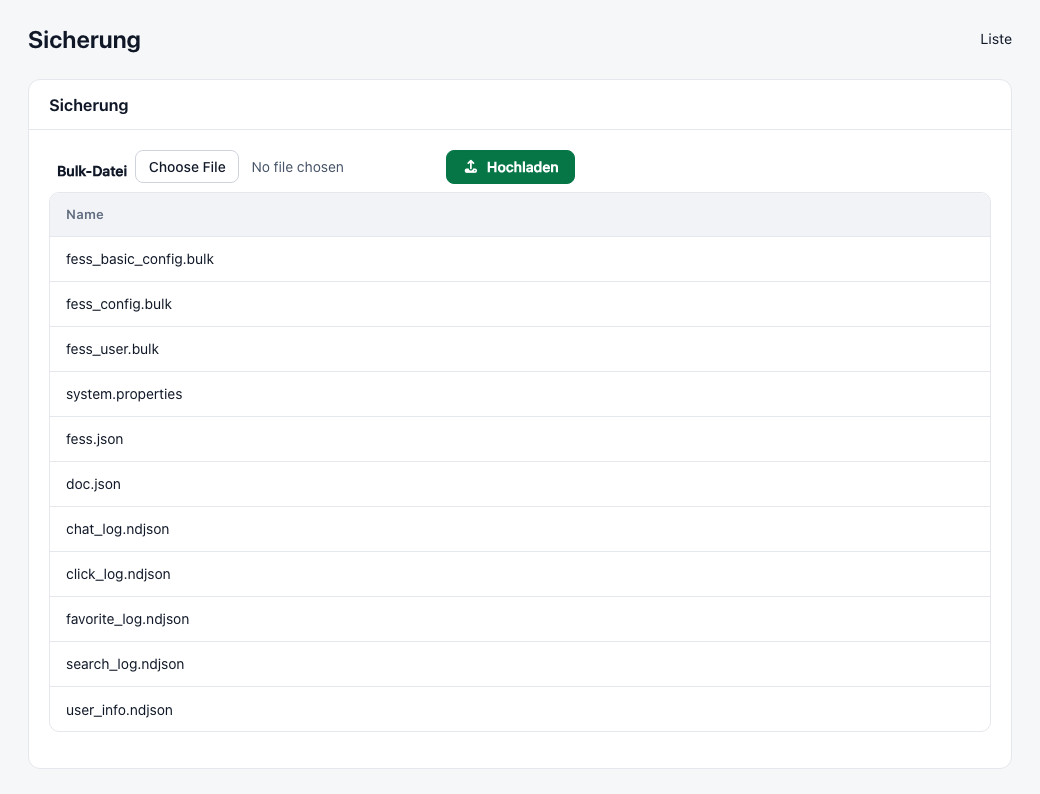 Sicherung
Liste
Sicherung
Bulk-Datei Choose File No file chosen Hochladen
Name
fess_basic_config.bulk
fess_config.bulk
fess_user.bulk
system.properties
fess.json
doc.json
chat_log.ndjson
click_log.ndjson
favorite_log.ndjson
search_log.ndjson
user_info.ndjson